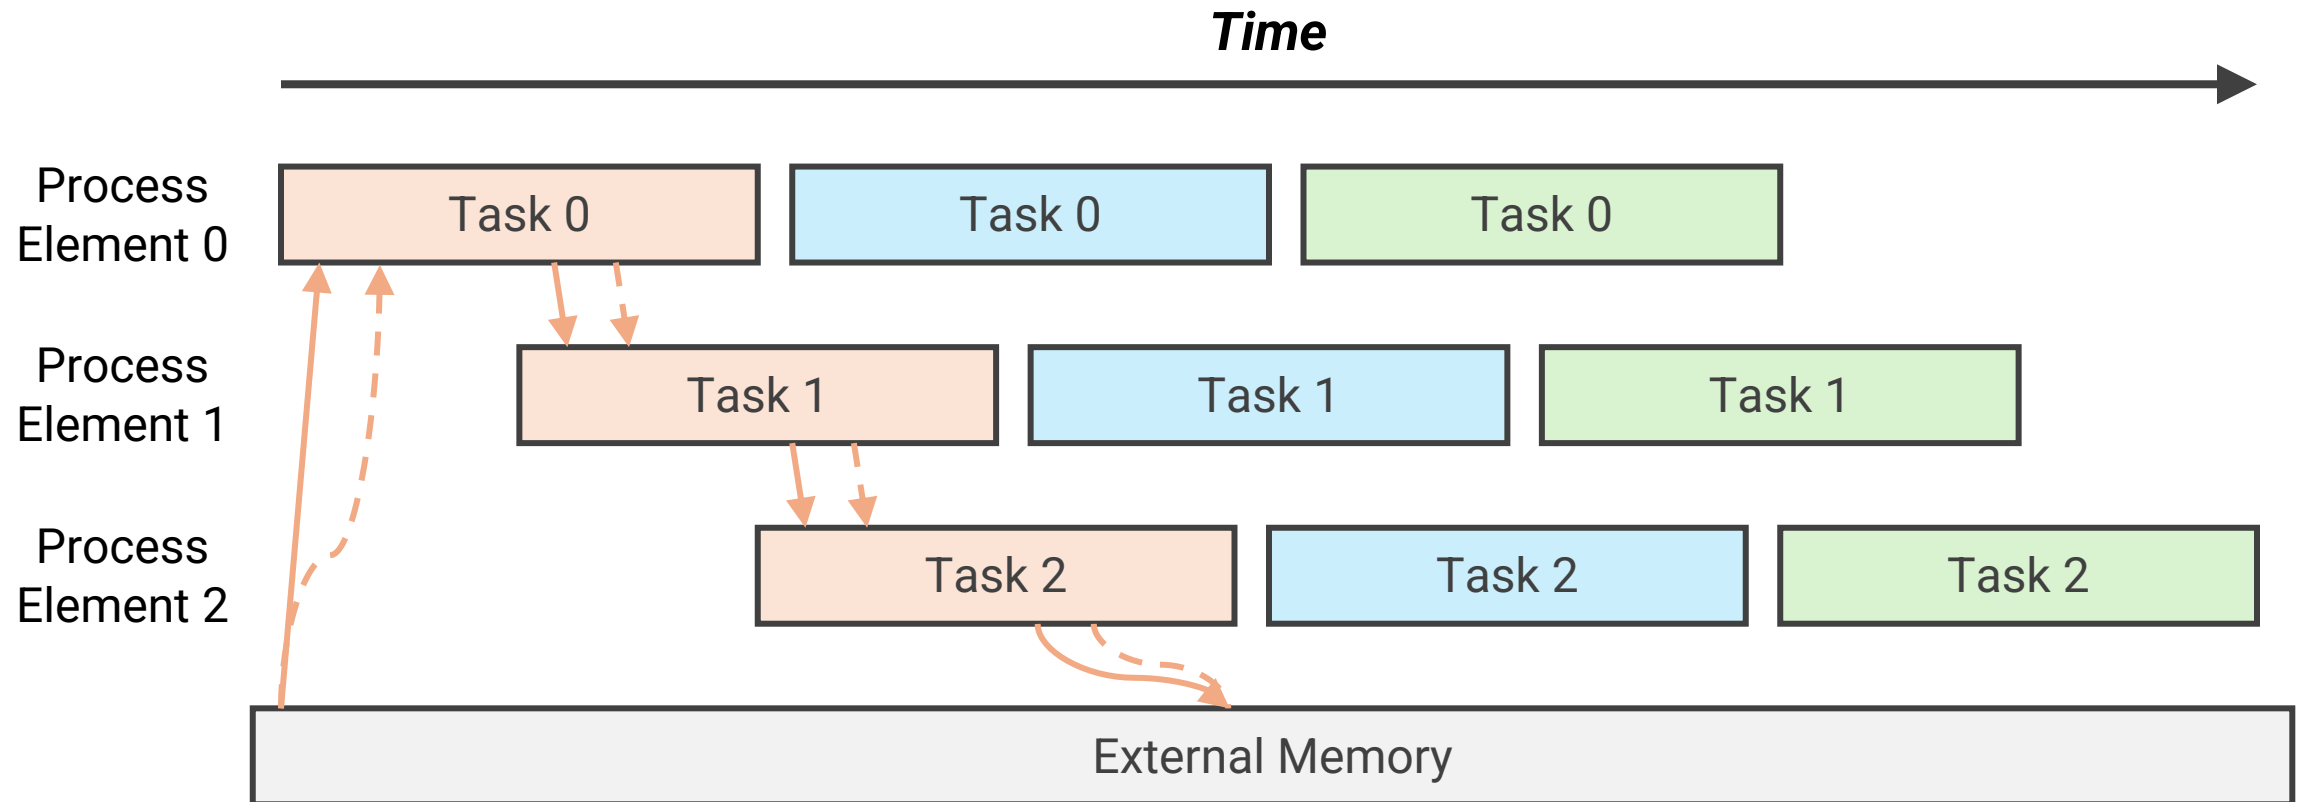 Time
Process
Element 0
Task 0
Task 0
Task 0
Process
Element 1
Task 1
Task 1
Task 1
Process
Element 2
Task 2
Task 2
Task 2
External Memory